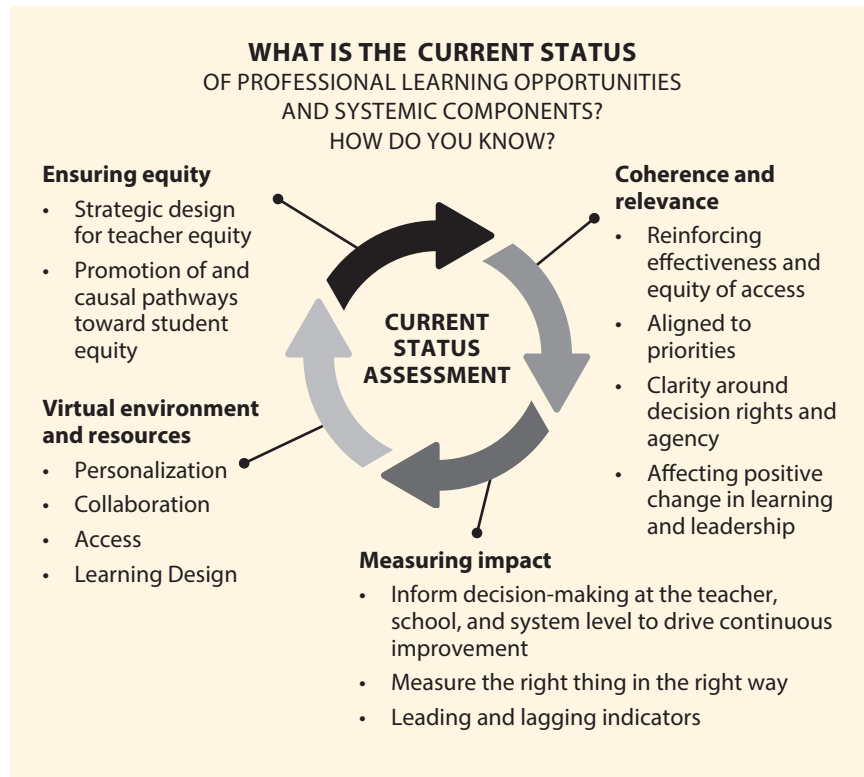 WHAT IS THE CURRENT STATUS
OF PROFESSIONAL LEARNING OPPORTUNITIES
AND SYSTEMIC COMPONENTS?
HOW DO YOU KNOW?
Ensuring equity
• Strategic design
for teacher equity
• Promotion of and
causal pathways
toward student
equity
Coherence and
relevance
• Reinforcing
effectiveness and
equity of access
• Aligned to
priorities
• Clarity around
decision rights and
agency
• Affecting positive
change in learning
and leadership
CURRENT
STATUS
ASSESSMENT
Virtual environment
and resources
• Personalization
• Collaboration
• Access
• Learning Design
Measuring impact
• Inform decision-making at the teacher,
school, and system level to drive continuous
improvement
• Measure the right thing in the right way
• Leading and lagging indicators